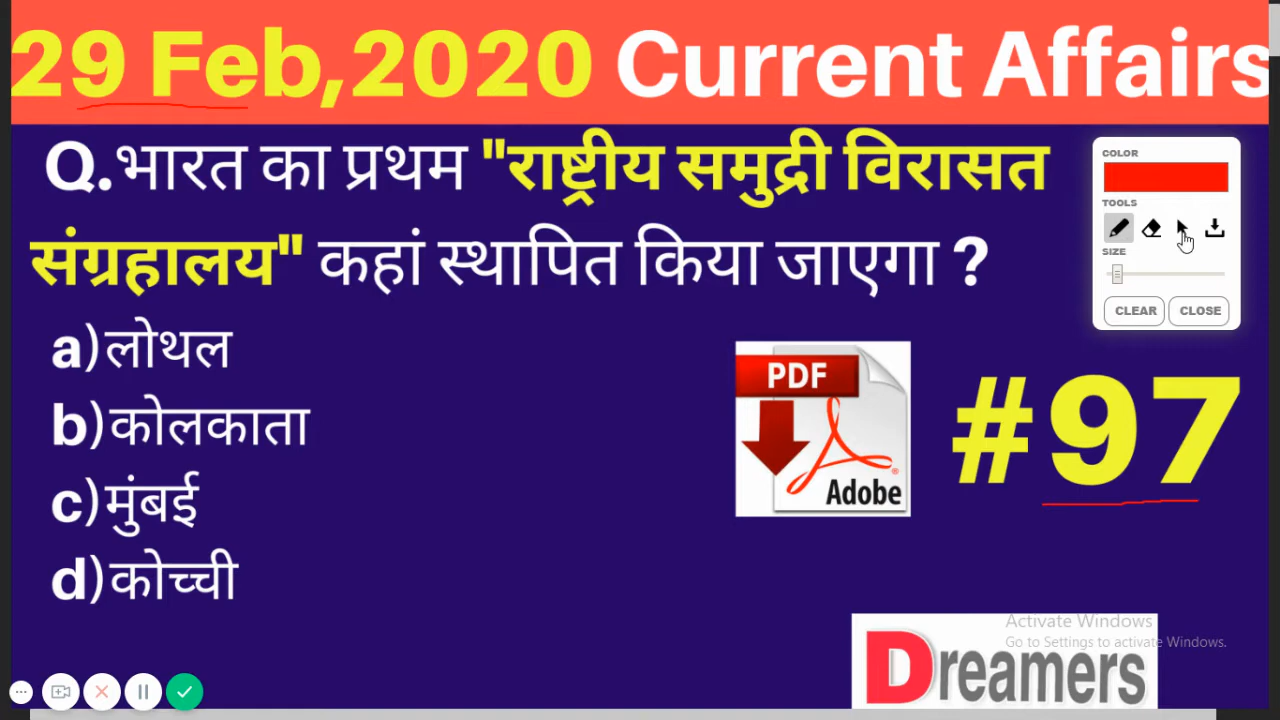 29 Feb,2020 Current Affairs
Q.भारत का प्रथम "राष्ट्रीय समुद्री विरासत
संग्रहालय" कहां स्थापित किया जाएगा ?
a)लोथल
b)कोलकाता
c)मुंबई
d)कोच्ची
COLOR
TOOLS
SIZE
CLEAR CLOSE
PDF
Adobe
#97
Activate Windows
Go to Settings to activate Windows.
Dreamers